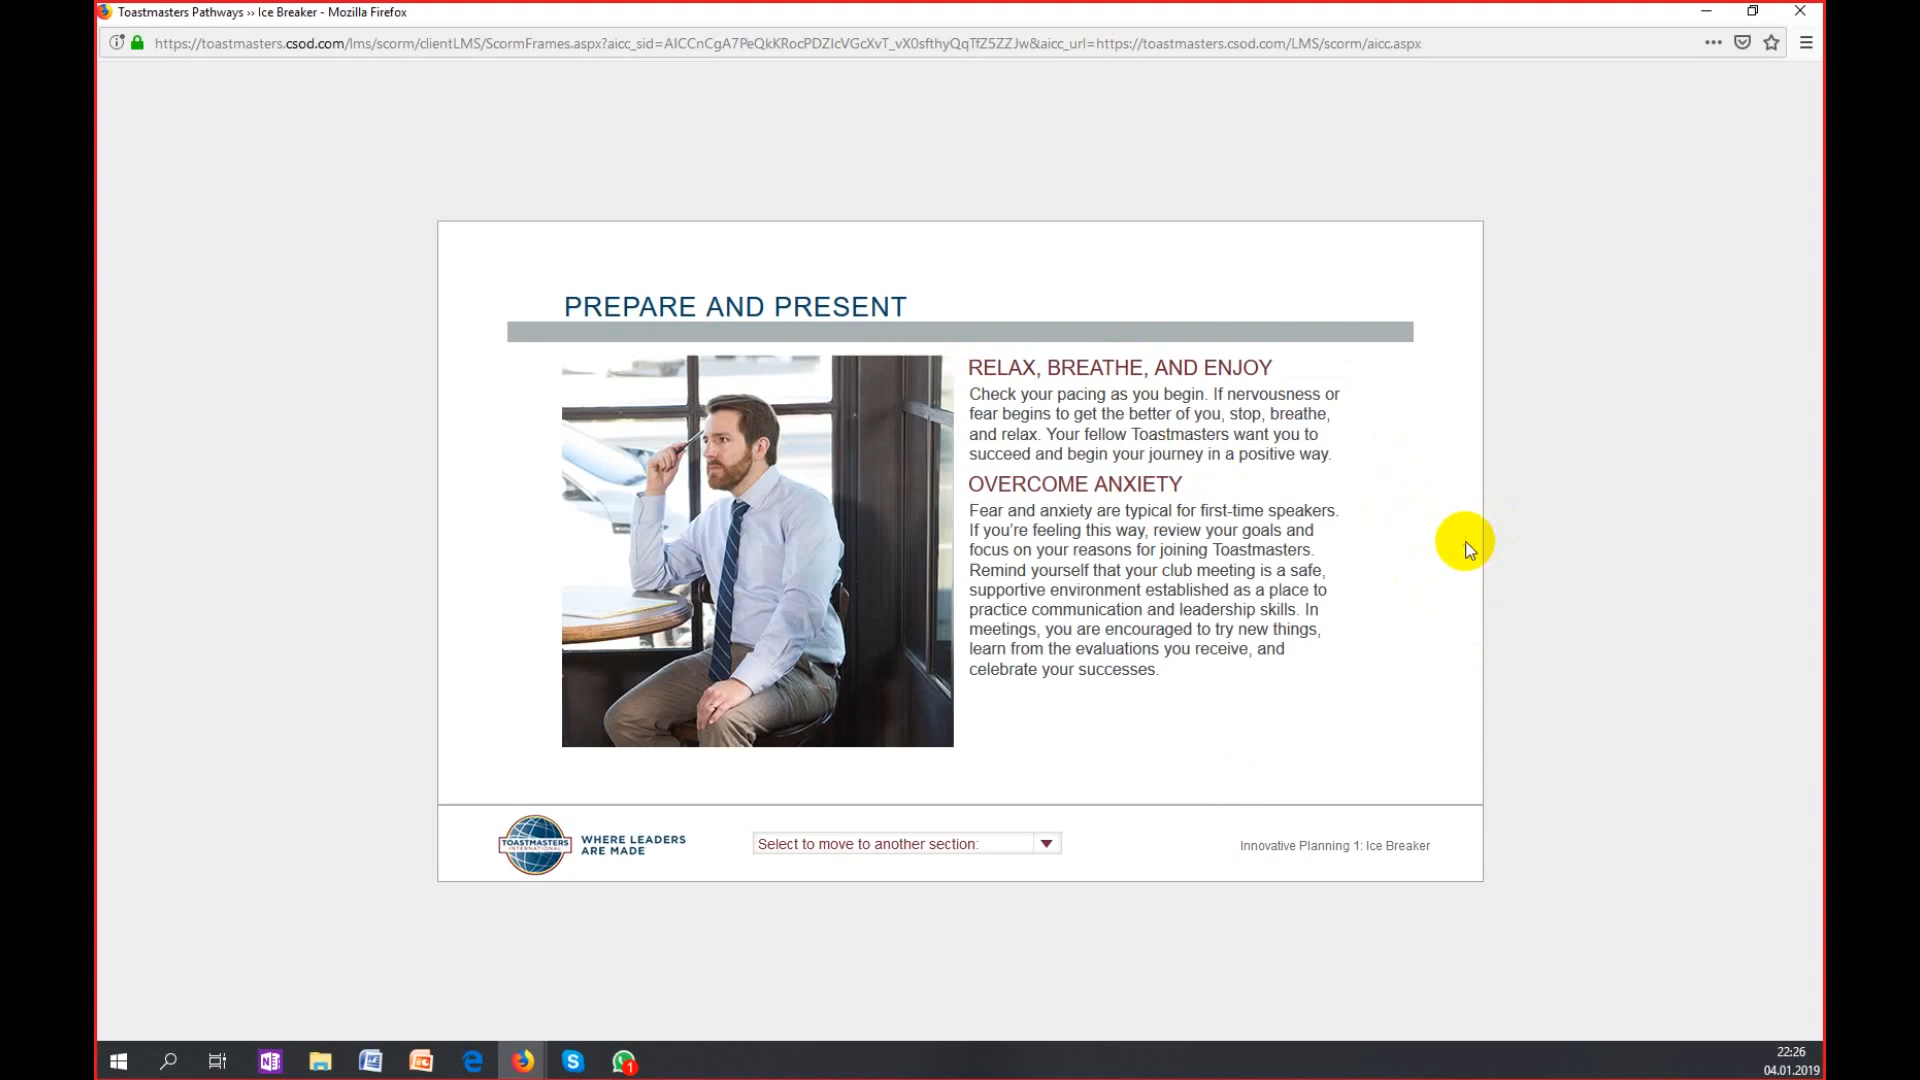 Toastmasters Pathways ›› Ice Breaker - Mozilla Firefox
https://toastmasters.csod.com/lms/scorm/clientLMS/ScormFrames.aspx?aicc_sid=AICCnCgA7PeQkKRocPDZIcVGcXvT_vX0sfthyQqTfZ5ZZJw&aicc_url=https://toastmasters.csod.com/LMS/scorm/aicc.aspx
PREPARE AND PRESENT
RELAX, BREATHE, AND ENJOY
Check your pacing as you begin. If nervousness or
fear begins to get the better of you, stop, breathe,
and relax. Your fellow Toastmasters want you to
succeed and begin your journey in a positive way.
OVERCOME ANXIETY
Fear and anxiety are typical for first-time speakers.
If you’re feeling this way, review your goals and
focus on your reasons for joining Toastmasters.
Remind yourself that your club meeting is a safe,
supportive environment established as a place to
practice communication and leadership skills. In
meetings, you are encouraged to try new things,
learn from the evaluations you receive, and
celebrate your successes.
TOASTMASTERS
INTERNATIONAL
WHERE LEADERS
ARE MADE
Select to move to another section:
Innovative Planning 1: Ice Breaker
1
22:26
04.01.2019